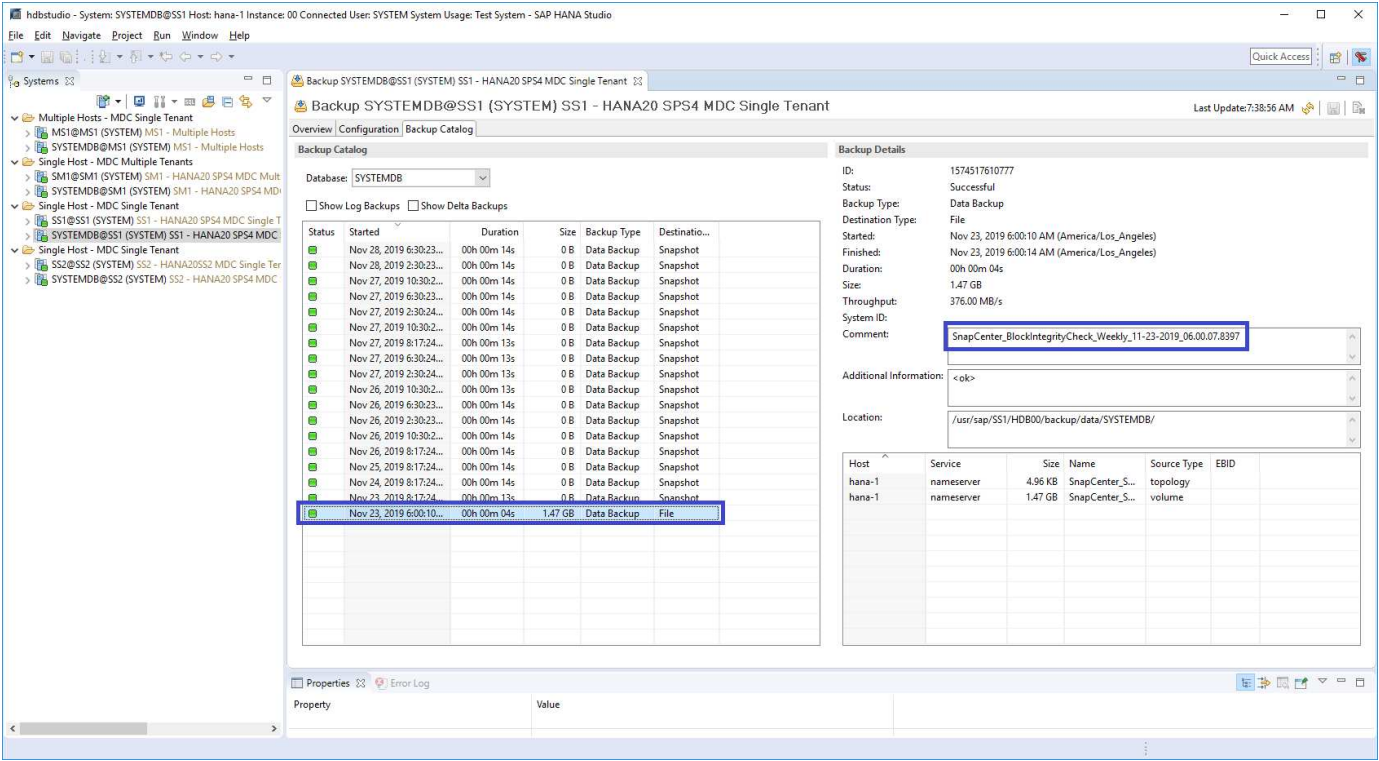 hdbstudio - System: SYSTEMDB@SS1 Host: hana-1 Instance: 00 Connected User: SYSTEM System Usage: Test System - SAP HANA Studio
File Edit Navigate Project Run Window Help
Quick Access
Systems
Multiple Hosts - MDC Single Tenant
MS1@MS1 (SYSTEM) MS1 - Multiple Hosts
SYSTEMDB@MS1 (SYSTEM) MS1 - Multiple Hosts
Single Host - MDC Multiple Tenants
SM1@SM1 (SYSTEM) SM1 - HANA20 SPS4 MDC Mult
SYSTEMDB@SM1 (SYSTEM) SM1 - HANA20 SPS4 MD
Single Host - MDC Single Tenant
SS1@SS1 (SYSTEM) SS1 - HANA20 SPS4 MDC Single T
SYSTEMDB@SS1 (SYSTEM) SS1 - HANA20 SPS4 MDC
Single Host - MDC Single Tenant
SS2@SS2 (SYSTEM) SS2 - HANA20SS2 MDC Single Ter
SYSTEMDB@SS2 (SYSTEM) SS2 - HANA20 SPS4 MDC
Backup SYSTEMDB@SS1 (SYSTEM) SS1 - HANA20 SPS4 MDC Single Tenant
Backup SYSTEMDB@SS1 (SYSTEM) SS1 - HANA20 SPS4 MDC Single Tenant
Last Update:7:38:56 AM
Overview Configuration Backup Catalog
Backup Catalog
Database: SYSTEMDB
Show Log Backups Show Delta Backups
Status Started Duration Size Backup Type Destinatio...
Nov 28, 2019 6:30:23... 00h 00m 14s 0 B Data Backup Snapshot
Nov 28, 2019 2:30:23... 00h 00m 14s 0 B Data Backup Snapshot
Nov 27, 2019 10:30:2... 00h 00m 14s 0 B Data Backup Snapshot
Nov 27, 2019 6:30:23... 00h 00m 14s 0 B Data Backup Snapshot
Nov 27, 2019 2:30:24... 00h 00m 14s 0 B Data Backup Snapshot
Nov 27, 2019 10:30:2... 00h 00m 14s 0 B Data Backup Snapshot
Nov 27, 2019 8:17:24... 00h 00m 13s 0 B Data Backup Snapshot
Nov 27, 2019 6:30:24... 00h 00m 13s 0 B Data Backup Snapshot
Nov 27, 2019 2:30:24... 00h 00m 13s 0 B Data Backup Snapshot
Nov 26, 2019 10:30:2... 00h 00m 13s 0 B Data Backup Snapshot
Nov 26, 2019 6:30:23... 00h 00m 14s 0 B Data Backup Snapshot
Nov 26, 2019 2:30:23... 00h 00m 14s 0 B Data Backup Snapshot
Nov 26, 2019 10:30:2... 00h 00m 14s 0 B Data Backup Snapshot
Nov 26, 2019 8:17:24... 00h 00m 14s 0 B Data Backup Snapshot
Nov 25, 2019 8:17:24... 00h 00m 14s 0 B Data Backup Snapshot
Nov 24, 2019 8:17:24... 00h 00m 14s 0 B Data Backup Snapshot
Nov 23, 2019 8:17:24... 00h 00m 13s 0 B Data Backup Snapshot
Nov 23, 2019 6:00:10... 00h 00m 04s 1.47 GB Data Backup File
Backup Details
ID: 1574517610777
Status: Successful
Backup Type: Data Backup
Destination Type: File
Started: Nov 23, 2019 6:00:10 AM (America/Los_Angeles)
Finished: Nov 23, 2019 6:00:14 AM (America/Los_Angeles)
Duration: 00h 00m 04s
Size: 1.47 GB
Throughput: 376.00 MB/s
System ID:
Comment: SnapCenter_BlockIntegrityCheck_Weekly_11-23-2019_06.00.07.8397
Additional Information: <ok>
Location: /usr/sap/SS1/HDB00/backup/data/SYSTEMDB/
Host Service Size Name Source Type EBID
hana-1 nameserver 4.96 KB SnapCenter_S... topology
hana-1 nameserver 1.47 GB SnapCenter_S... volume
Properties Error Log
Property Value